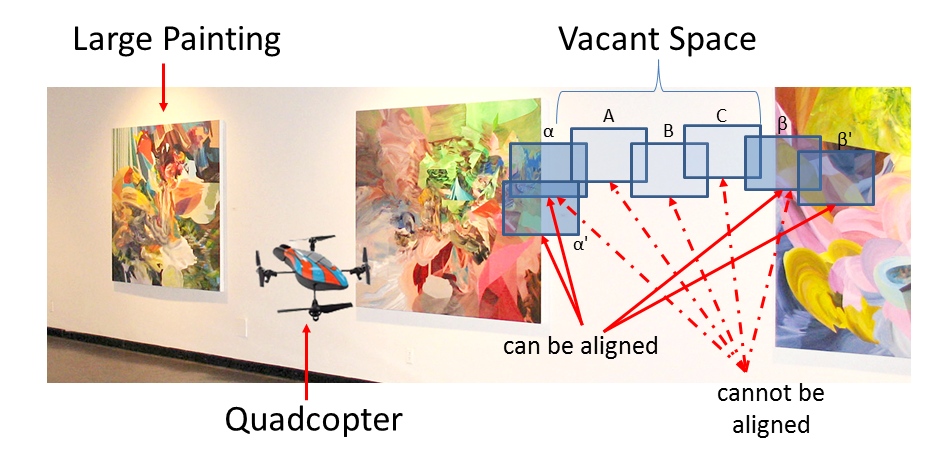 Large Painting
Vacant Space
α
A
B
C
β
β'
α'
can be aligned
cannot be
aligned
Quadcopter